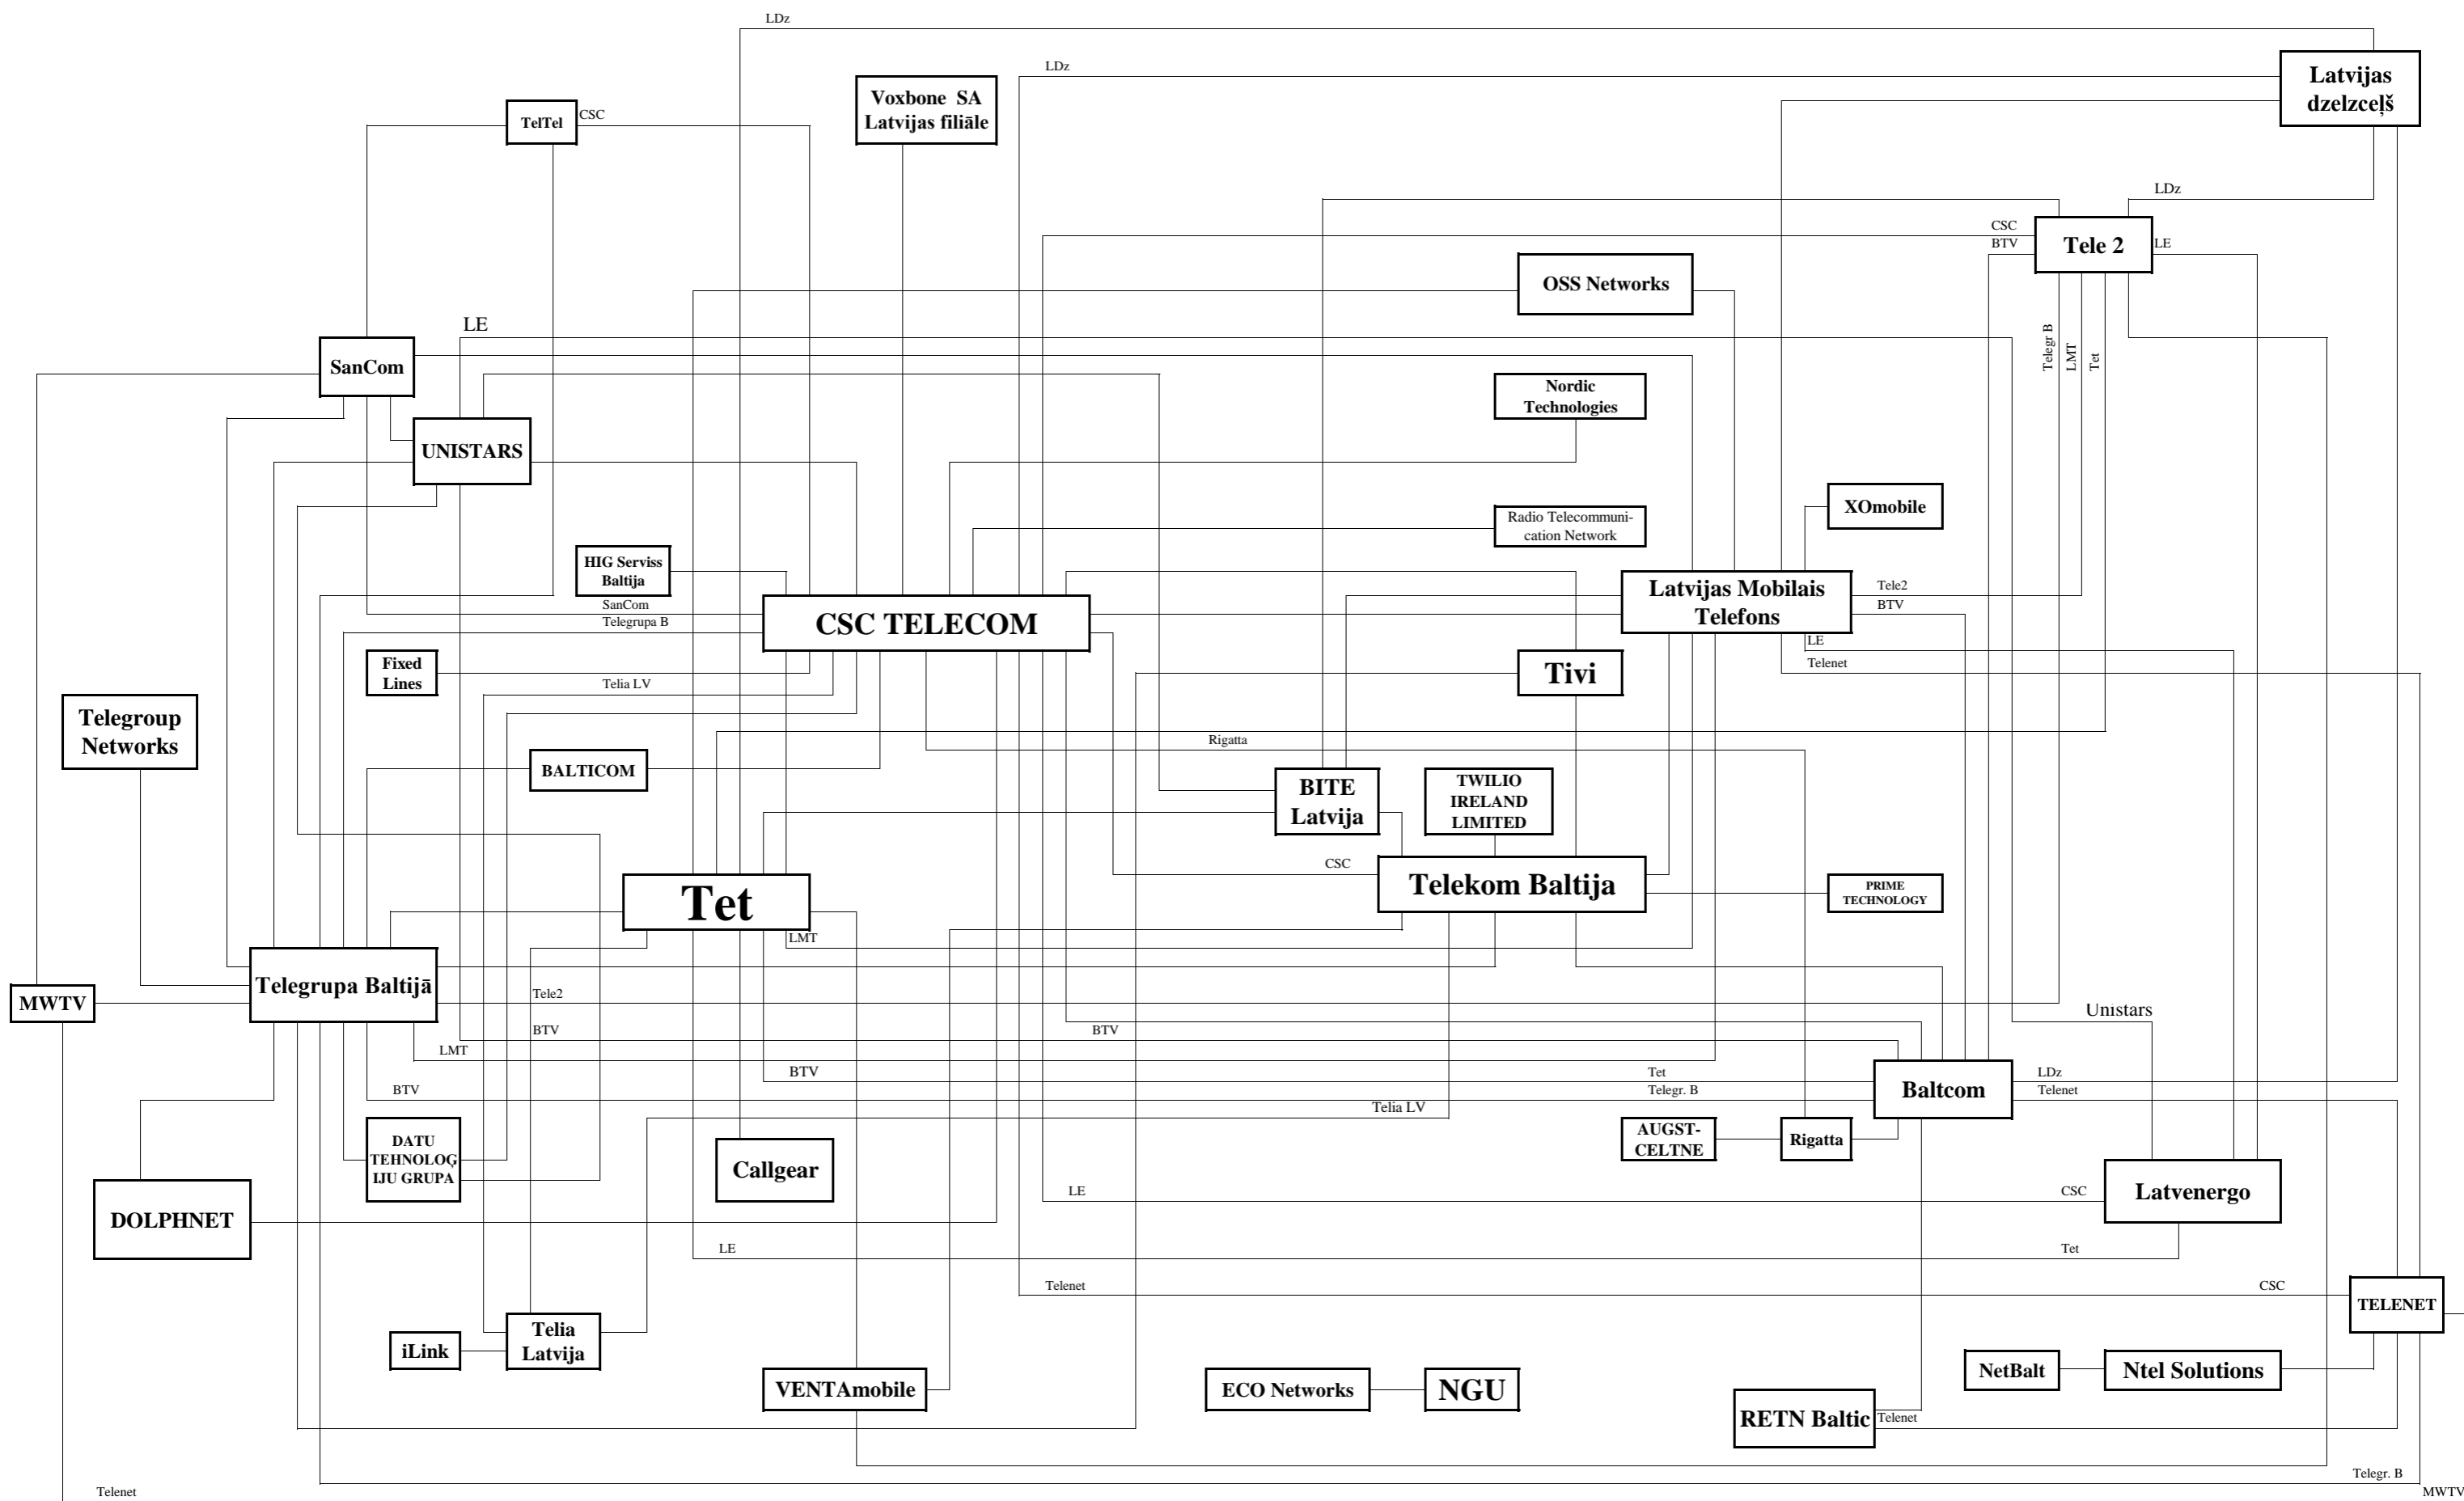 LDz
LDz
Latvijas
dzelzceļš
Voxbone SA
Latvijas filiāle
TelTel
CSC
LDz
CSC
BTV
Tele 2
LE
OSS Networks
LE
Telegr B
LMT
Tet
SanCom
Nordic
Technologies
UNISTARS
XOmobile
Radio Telecommuni-
cation Network
HIG Serviss
Baltija
SanCom
Telegrupa B
CSC TELECOM
Latvijas Mobilais
Telefons
Tele2
BTV
LE
Telenet
Fixed
Lines
Telia LV
Tivi
Telegroup
Networks
Rigatta
BALTICOM
BITE
Latvija
TWILIO
IRELAND
LIMITED
CSC
Tet
Telekom Baltija
PRIME
TECHNOLOGY
LMT
Telegrupa Baltijā
MWTV
Tele2
Unistars
BTV
BTV
LMT
BTV
Tet
Baltcom
LDz
BTV
Telegr. B
Telenet
Telia LV
DATU
TEHNOLOĢ
IJU GRUPA
Callgear
AUGST-
CELTNE
Rigatta
LE
CSC
Latvenergo
DOLPHNET
LE
Tet
Telenet
CSC
TELENET
iLink
Telia
Latvija
VENTAmobile
ECO Networks
NGU
NetBalt
Ntel Solutions
RETN Baltic
Telenet
Telegr. B
Telenet
MWTV